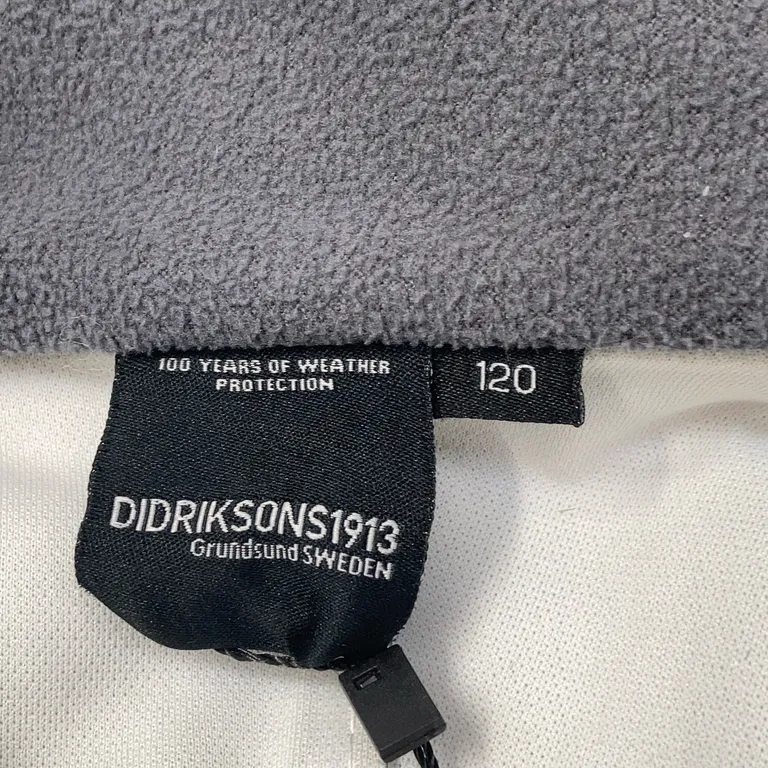 100 YEARS OF WEATHER
PROTECTION
120
DIDRIKSONS1913
Grundsund SWEDEN